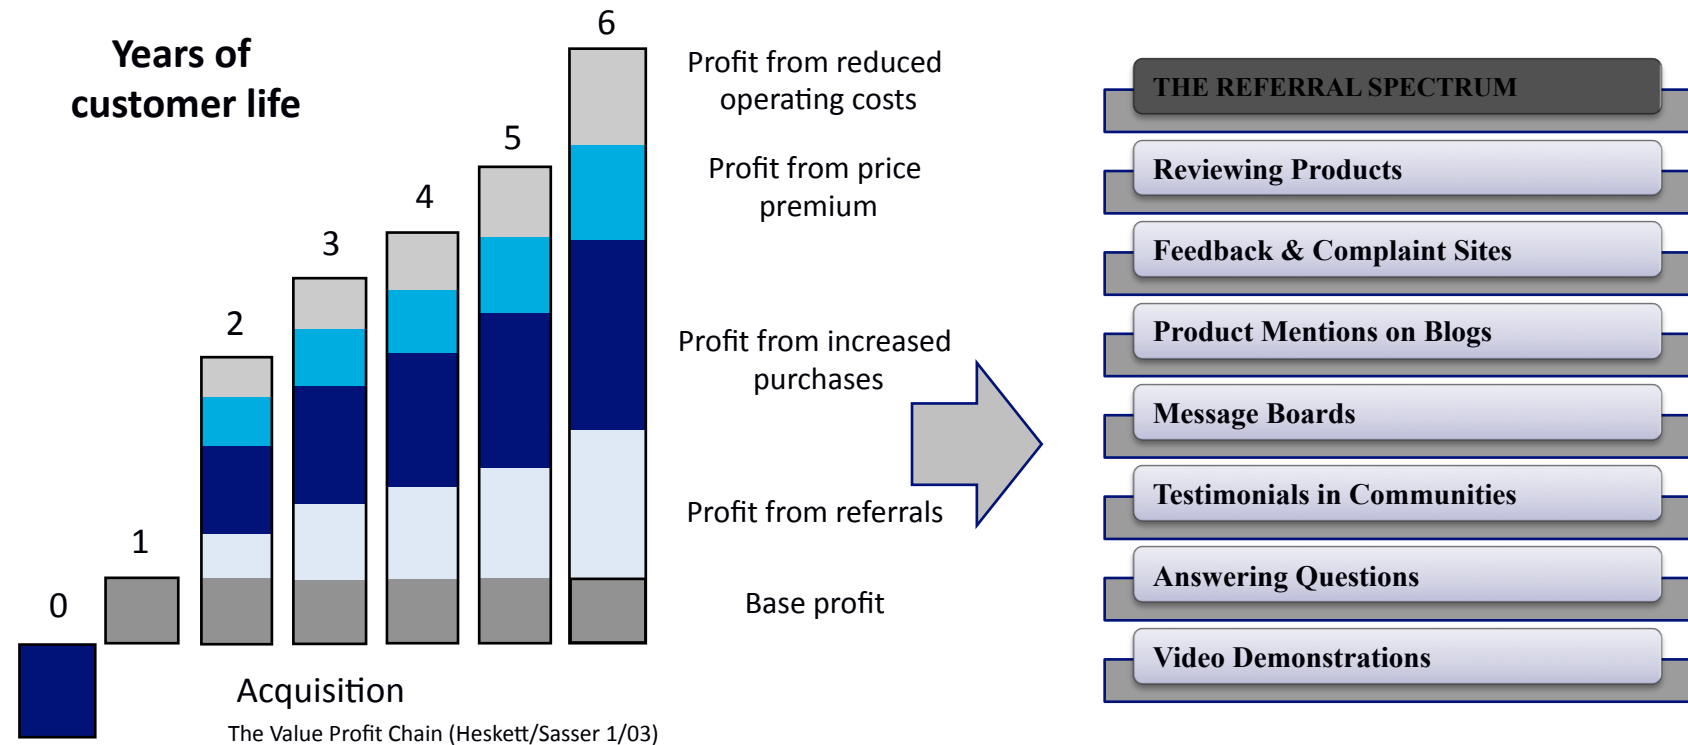 Years of
customer life
0
1
2
3
4
5
6
Profit from reduced
operating costs
Profit from price
premium
Profit from increased
purchases
Profit from referrals
Base profit
Acquisition
The Value Profit Chain (Heskett/Sasser 1/03)
THE REFERRAL SPECTRUM
Reviewing Products
Feedback & Complaint Sites
Product Mentions on Blogs
Message Boards
Testimonials in Communities
Answering Questions
Video Demonstrations